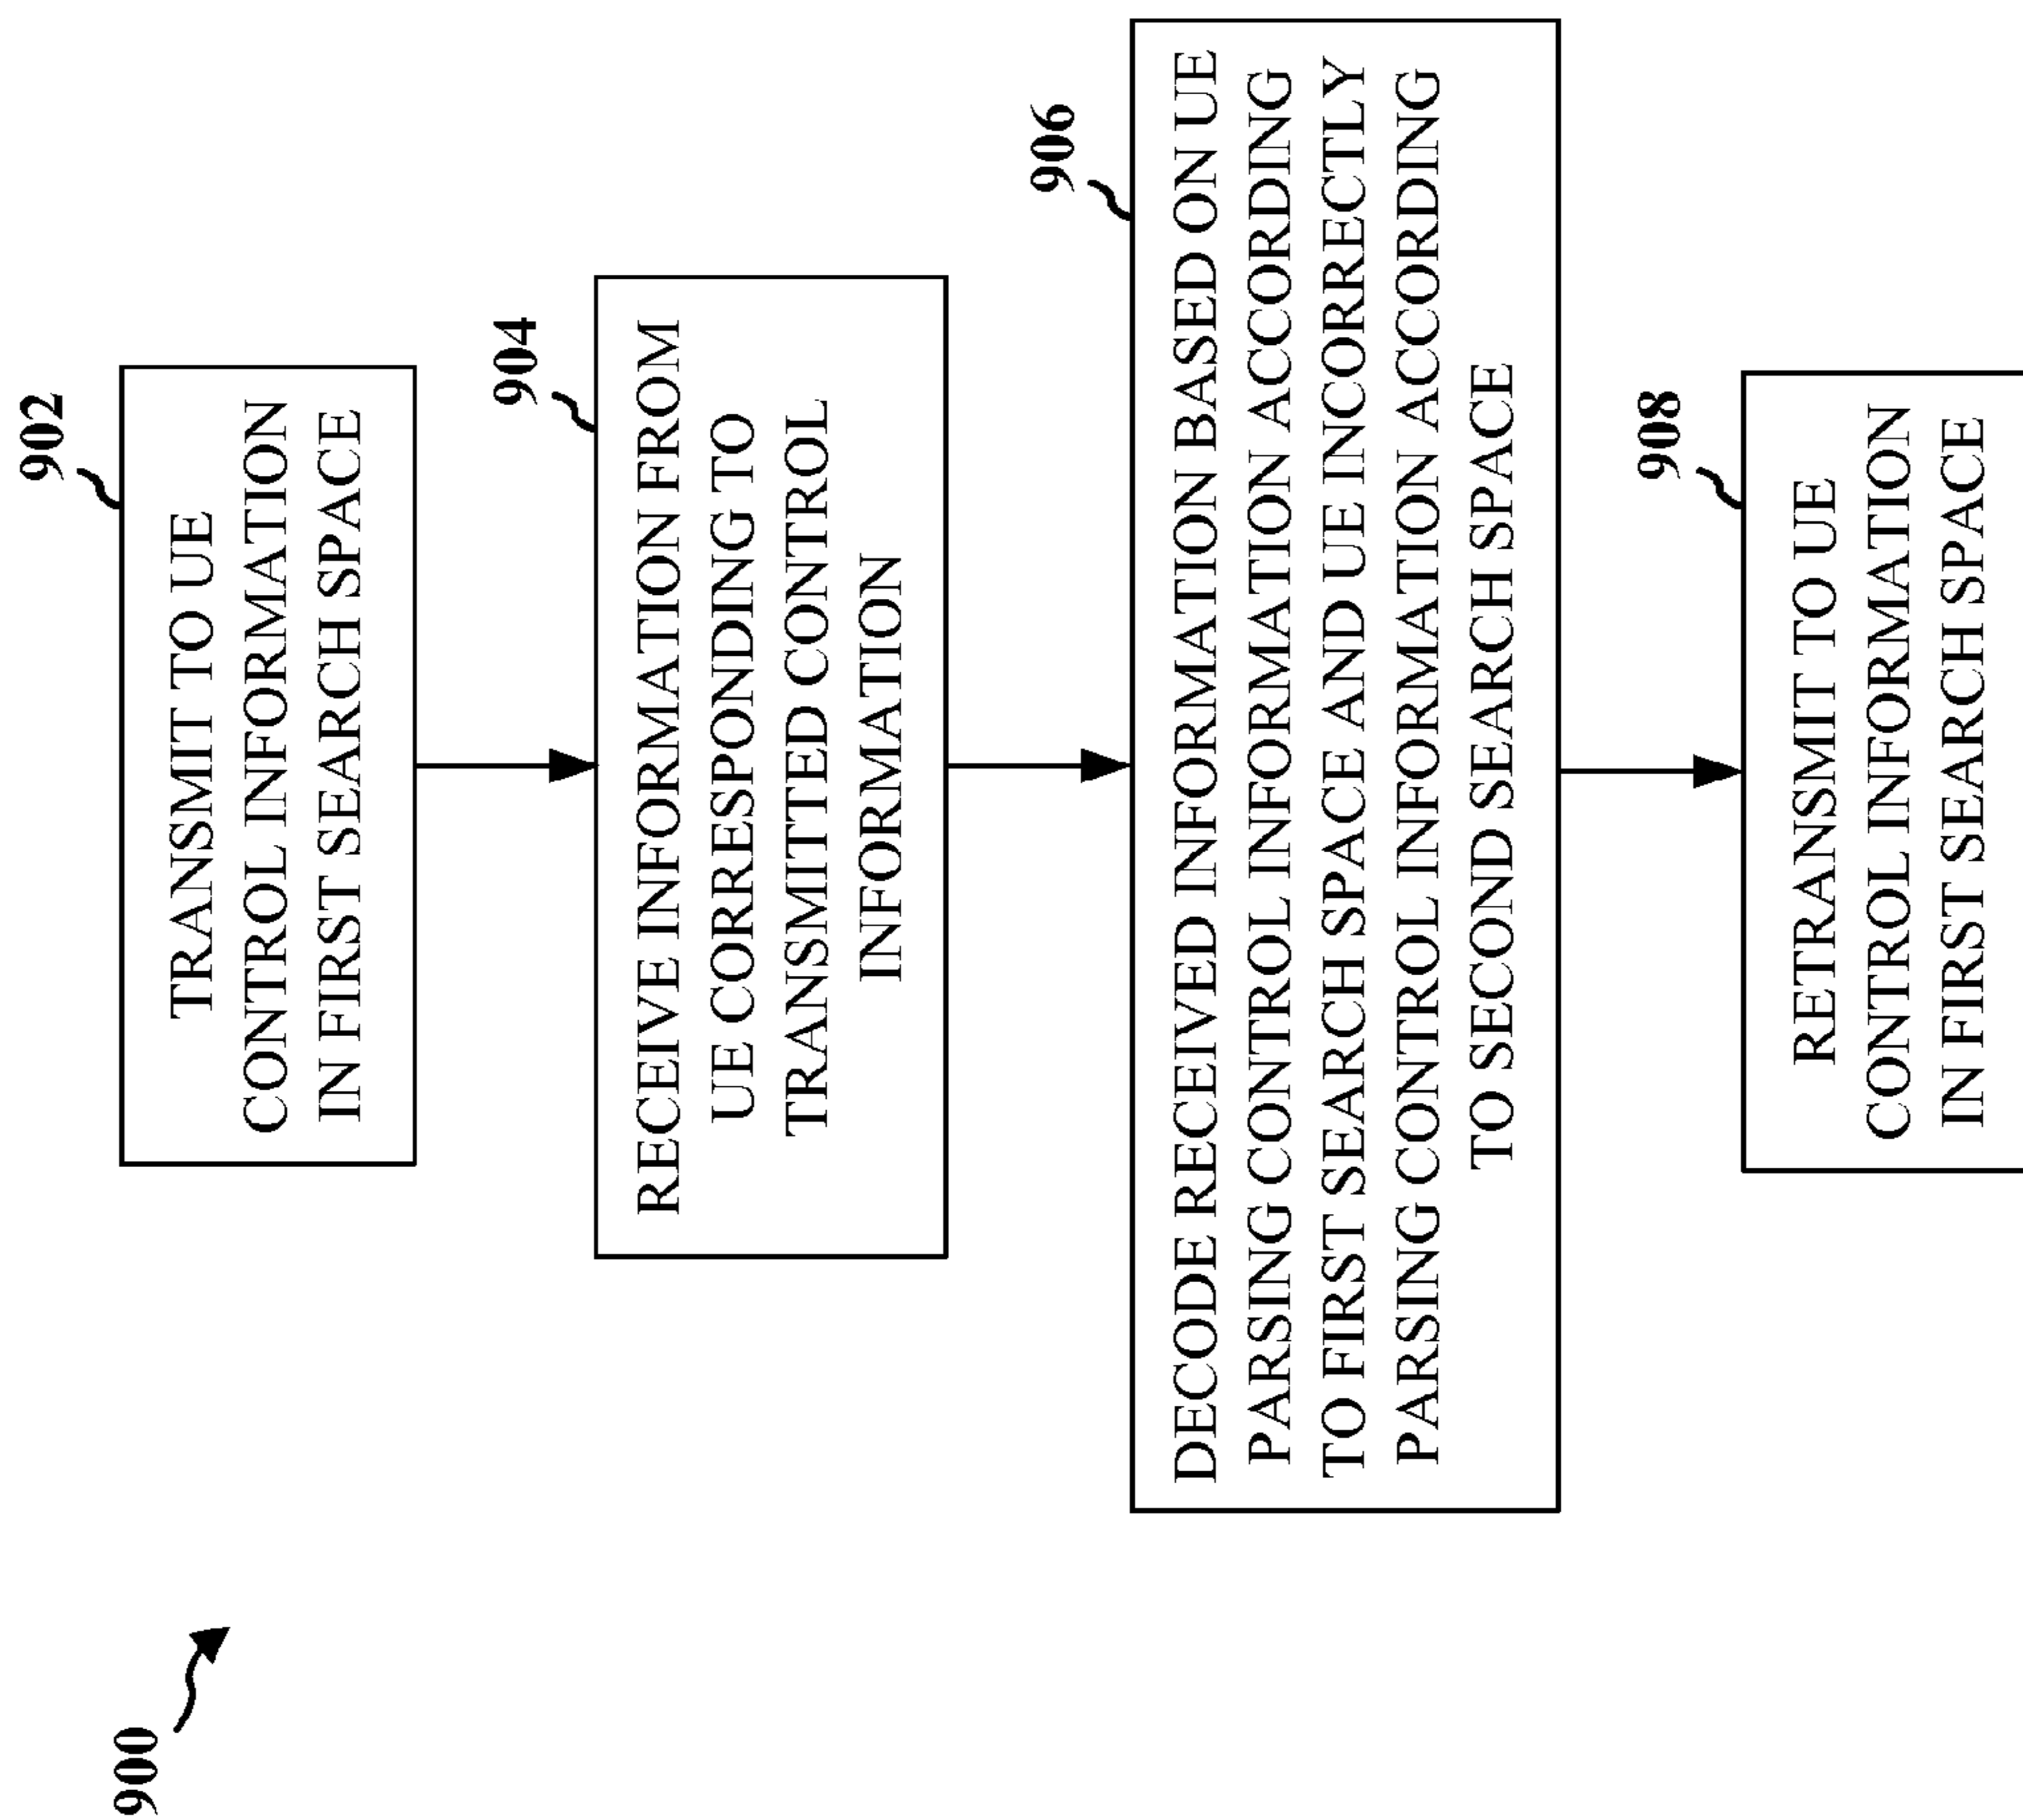 900
902
TRANSMIT TO UE
CONTROL INFORMATION
IN FIRST SEARCH SPACE
904
RECEIVE INFORMATION FROM
UE CORRESPONDING TO
TRANSMITTED CONTROL
INFORMATION
906
DECODE RECEIVED INFORMATION BASED ON UE
PARSING CONTROL INFORMATION ACCORDING
TO FIRST SEARCH SPACE AND UE INCORRECTLY
PARSING CONTROL INFORMATION ACCORDING
TO SECOND SEARCH SPACE
908
RETRANSMIT TO UE
CONTROL INFORMATION
IN FIRST SEARCH SPACE